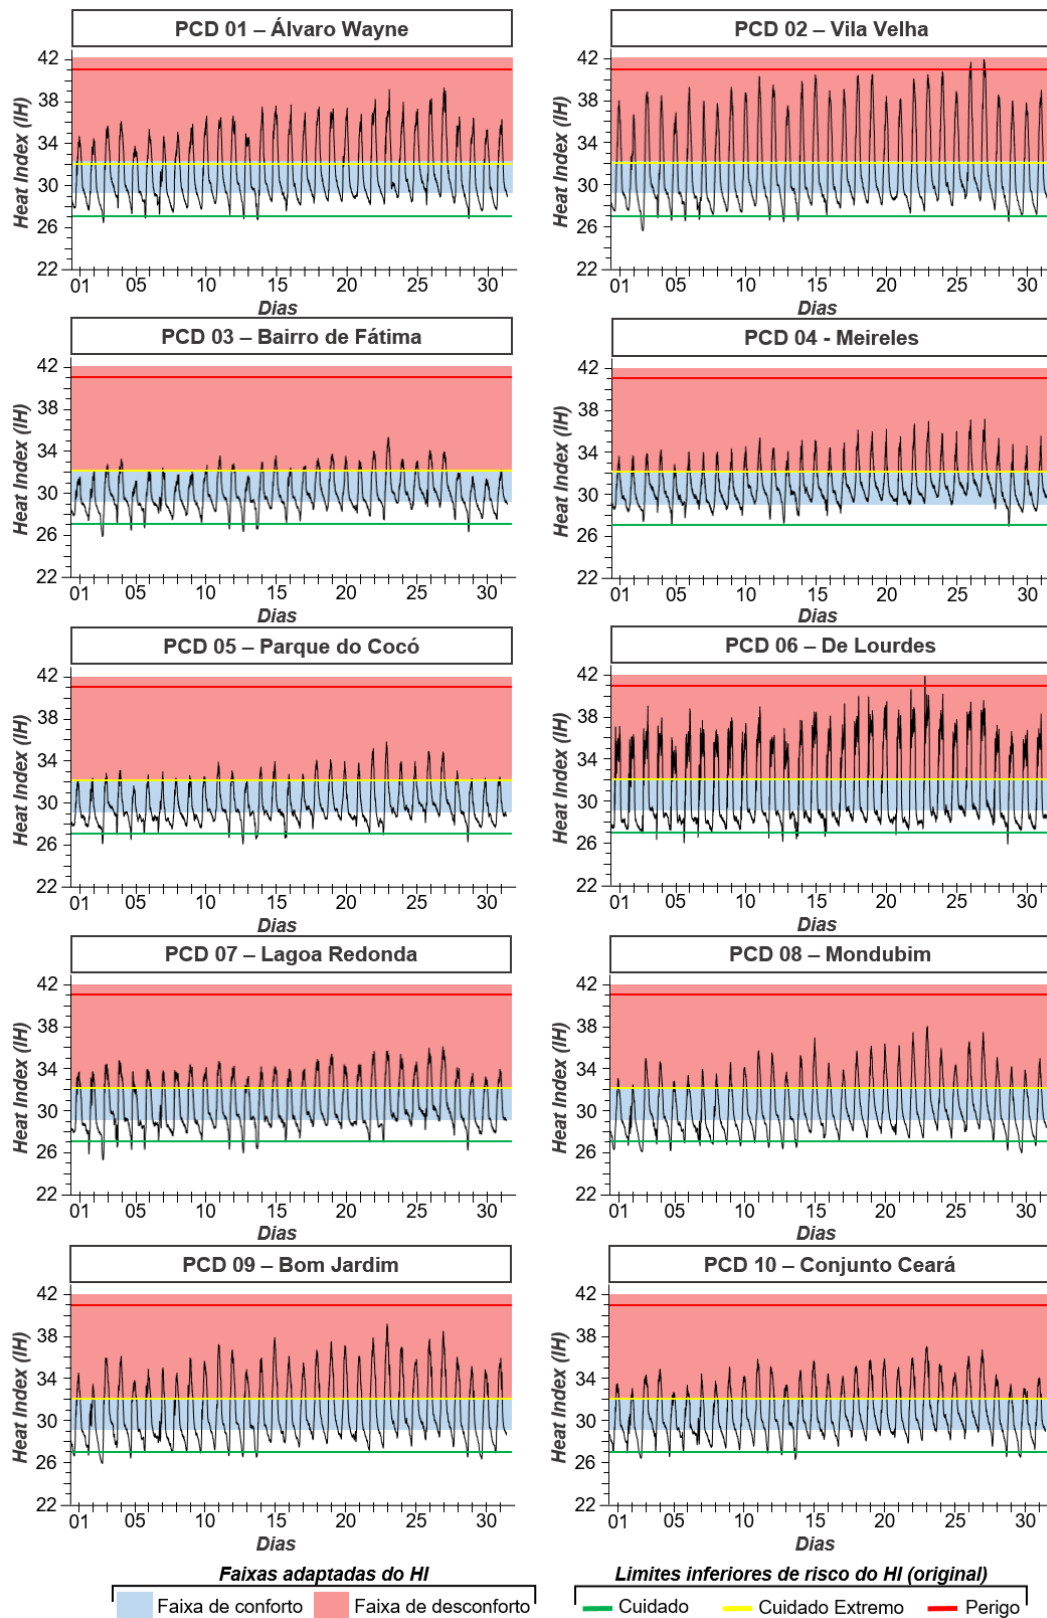 PCD 01 – Álvaro Wayne
PCD 02 – Vila Velha
Heat Index (IH)
42
38
34
30
26
22
01 05 10 15 20 25 30
Dias
Heat Index (IH)
42
38
34
30
26
22
01 05 10 15 20 25 30
Dias
PCD 03 – Bairro de Fátima
PCD 04 - Meireles
Heat Index (IH)
42
38
34
30
26
22
01 05 10 15 20 25 30
Dias
Heat Index (IH)
42
38
34
30
26
22
01 05 10 15 20 25 30
Dias
PCD 05 – Parque do Cocó
PCD 06 – De Lourdes
Heat Index (IH)
42
38
34
30
26
22
01 05 10 15 20 25 30
Dias
Heat Index (IH)
42
38
34
30
26
22
01 05 10 15 20 25 30
Dias
PCD 07 – Lagoa Redonda
PCD 08 – Mondubim
Heat Index (IH)
42
38
34
30
26
22
01 05 10 15 20 25 30
Dias
Heat Index (IH)
42
38
34
30
26
22
01 05 10 15 20 25 30
Dias
PCD 09 – Bom Jardim
PCD 10 – Conjunto Ceará
Heat Index (IH)
42
38
34
30
26
22
01 05 10 15 20 25 30
Dias
Heat Index (IH)
42
38
34
30
26
22
01 05 10 15 20 25 30
Dias
Faixas adaptadas do HI
Faixa de conforto Faixa de desconforto
Limites inferiores de risco do HI (original)
Cuidado Cuidado Extremo Perigo